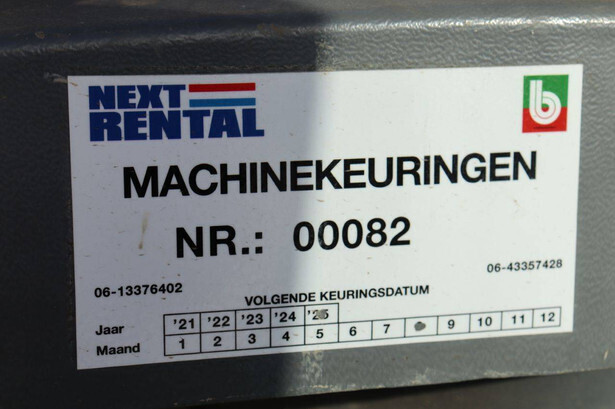 NEXT
RENTAL
b
MACHINEKEURINGEN
NR.: 00082
06-13376402
06-43357428
VOLGENDE KEURINGSDATUM
Jaar '21 '22 '23 '24 '25
Maand 1 2 3 4 5 6 7 9 10 11 12